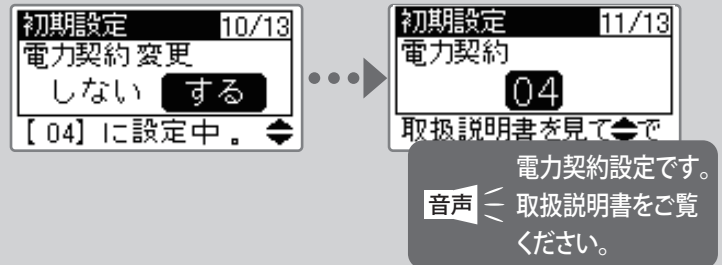 初期設定 10/13
電力契約変更
しない する
【04】に設定中。
初期設定 11/13
電力契約
04
取扱説明書を見て◆で
音声
電力契約設定です。
取扱説明書をご覧
ください。